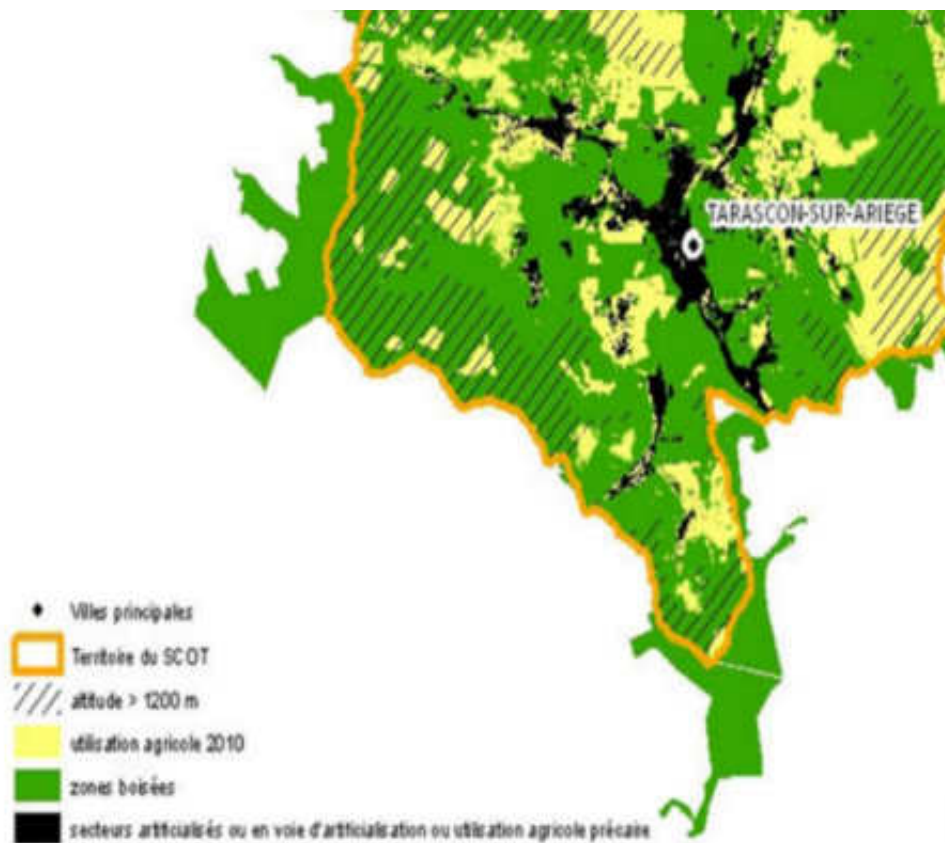 TARASCON-SUR-ARIEGE
Villes principales
Territoire du SCOT
altitude > 1200 m
utilisation agricole 2010
zones boisées
secteurs artificialisés ou en voie d'artificialisation ou utilisation agricole précaire